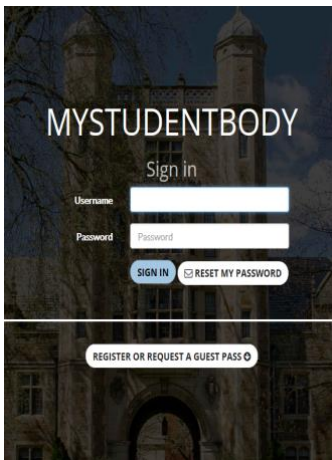 MYSTUDENTBODY
Sign in
Username
Password Password
SIGN IN RESET MY PASSWORD
REGISTER OR REQUEST A GUEST PASS